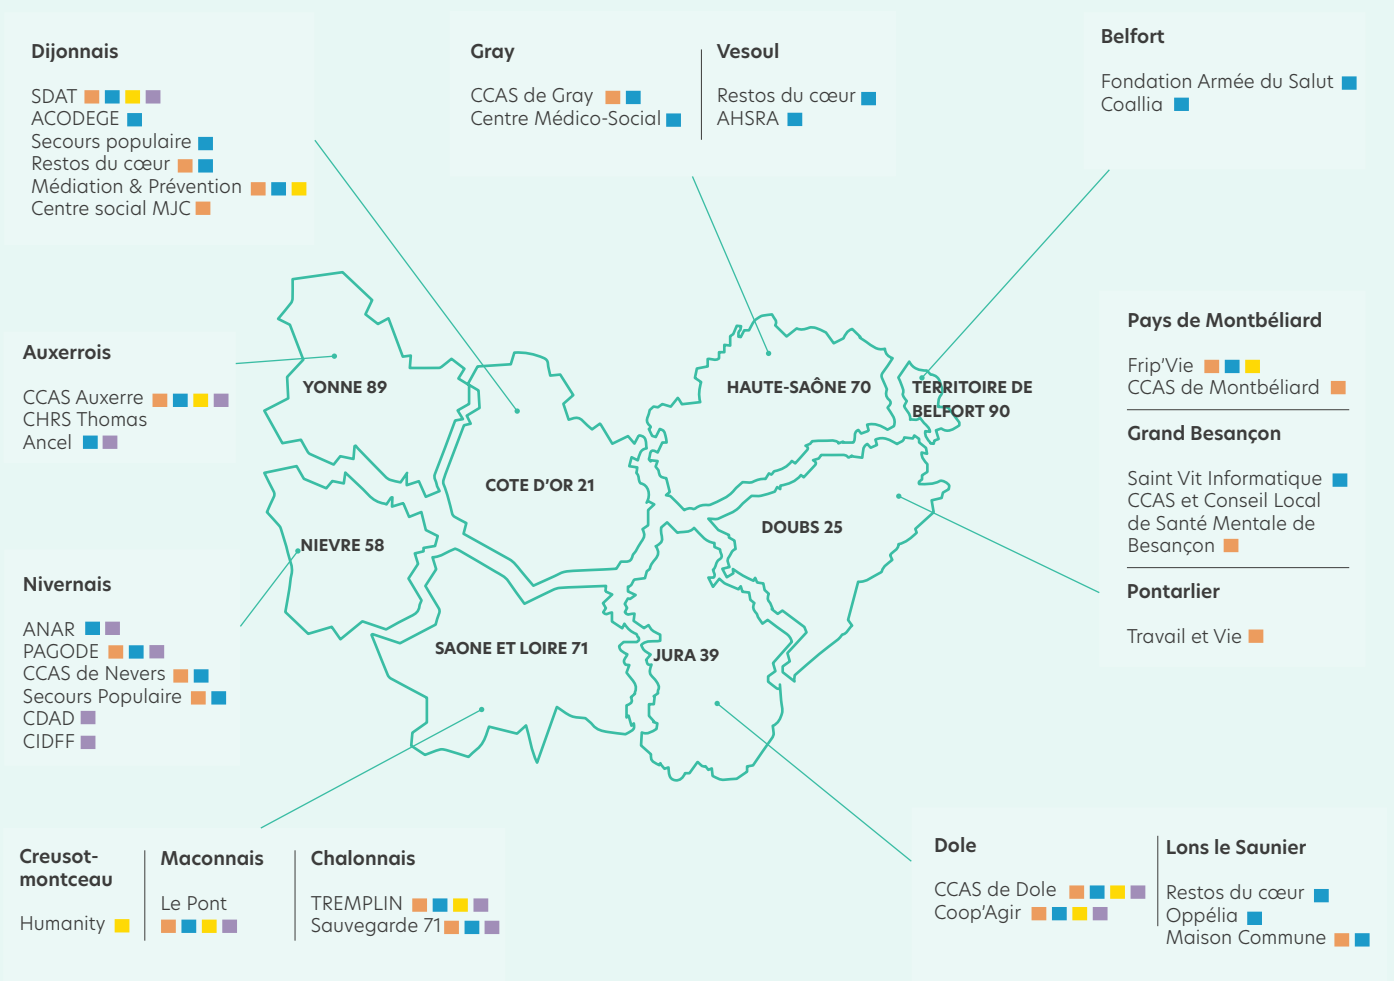 Dijonnais
SDAT
ACODEGE
Secours populaire
Restos du cœur
Médiation & Prévention
Centre social MJC
Gray
CCAS de Gray
Centre Médico-Social
Vesoul
Restos du cœur
AHSRA
Belfort
Fondation Armée du Salut
Coallia
Auxerrois
CCAS Auxerre
CHRS Thomas
Ancel
Nivernais
ANAR
PAGODE
CCAS de Nevers
Secours Populaire
CDAD
CIDFF
YONNE 89
COTE D'OR 21
NIEVRE 58
SAONE ET LOIRE 71
HAUTE-SAÔNE 70
TERRITOIRE DE
BELFORT 90
DOUBS 25
JURA 39
Pays de Montbéliard
Frip'Vie
CCAS de Montbéliard
Grand Besançon
Saint Vit Informatique
CCAS et Conseil Local
de Santé Mentale de
Besançon
Pontarlier
Travail et Vie
Creusot-
montceau
Humanity
Maconnais
Le Pont
Chalonnais
TREMPLIN
Sauvegarde 71
Dole
CCAS de Dole
Coop'Agir
Lons le Saunier
Restos du cœur
Oppélia
Maison Commune